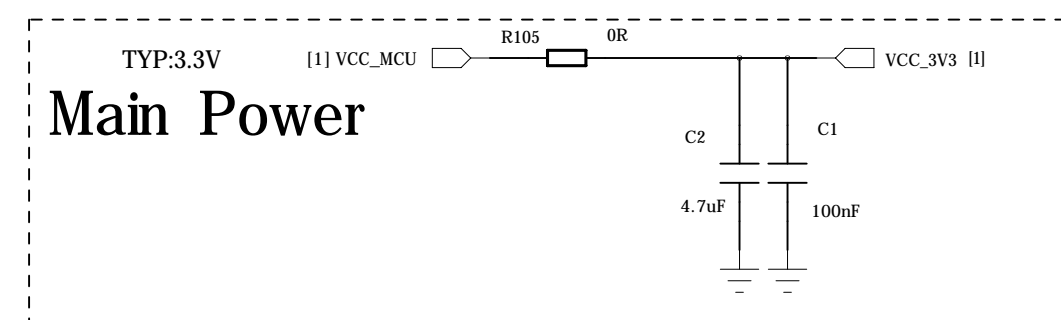 R105 0R
TYP:3.3V [1] VCC_MCU VCC_3V3 [1]
Main Power
C2 C1
4.7uF 100nF